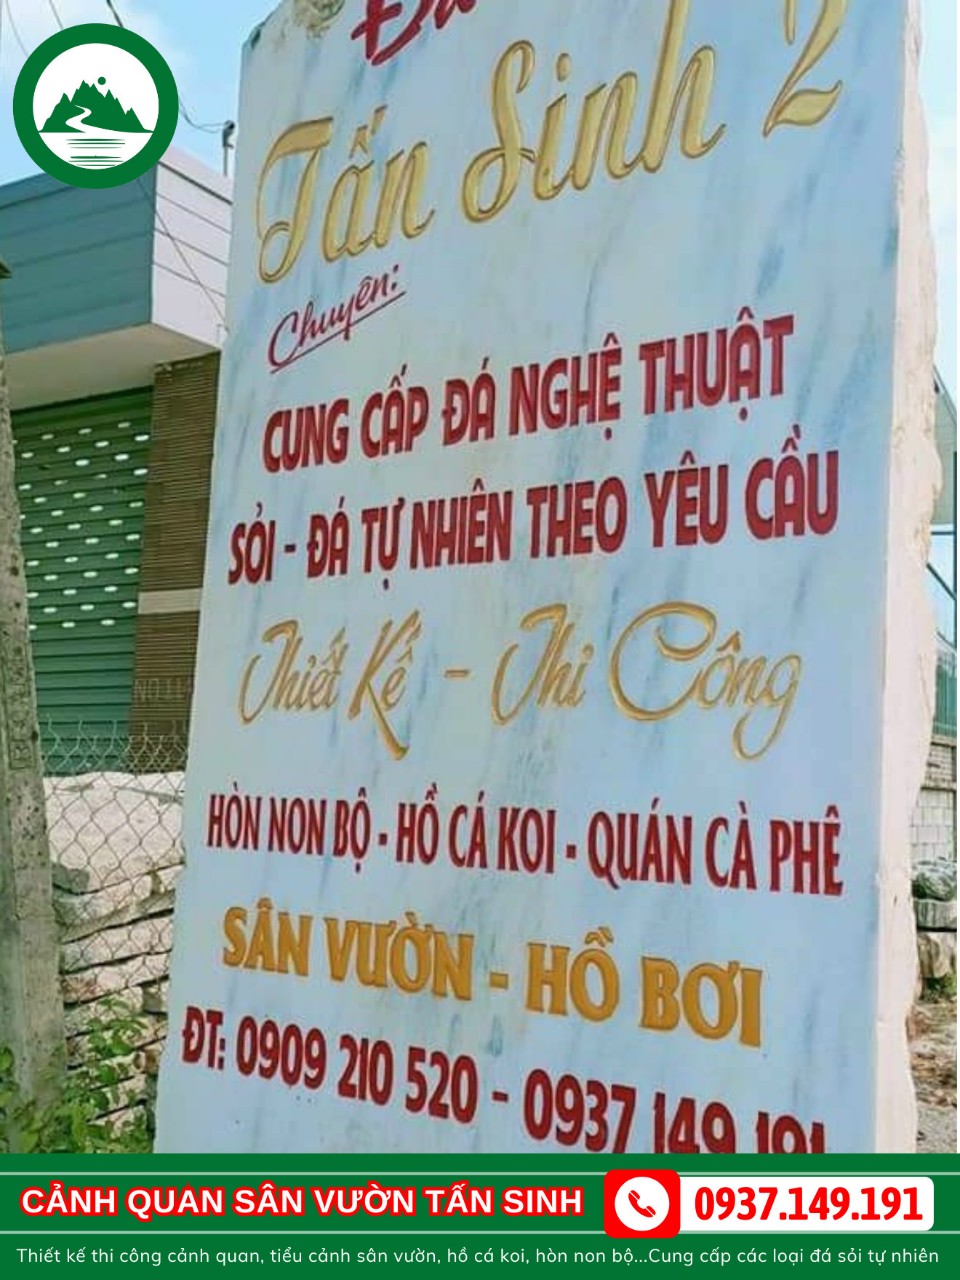 Tấn Sinh 2
Chuyên:
CUNG CẤP ĐÁ NGHỆ THUẬT
SỎI - ĐÁ TỰ NHIÊN THEO YÊU CẦU
Thiết Kế - Thi Công
HÒN NON BỘ - HỒ CÁ KOI - QUÁN CÀ PHÊ
SÂN VƯỜN - HỒ BƠI
ĐT: 0909 210 520 - 0937 149 191
CẢNH QUAN SÂN VƯỜN TẤN SINH
0937.149.191
Thiết kế thi công cảnh quan, tiểu cảnh sân vườn, hồ cá koi, hòn non bộ...Cung cấp các loại đá sỏi tự nhiên